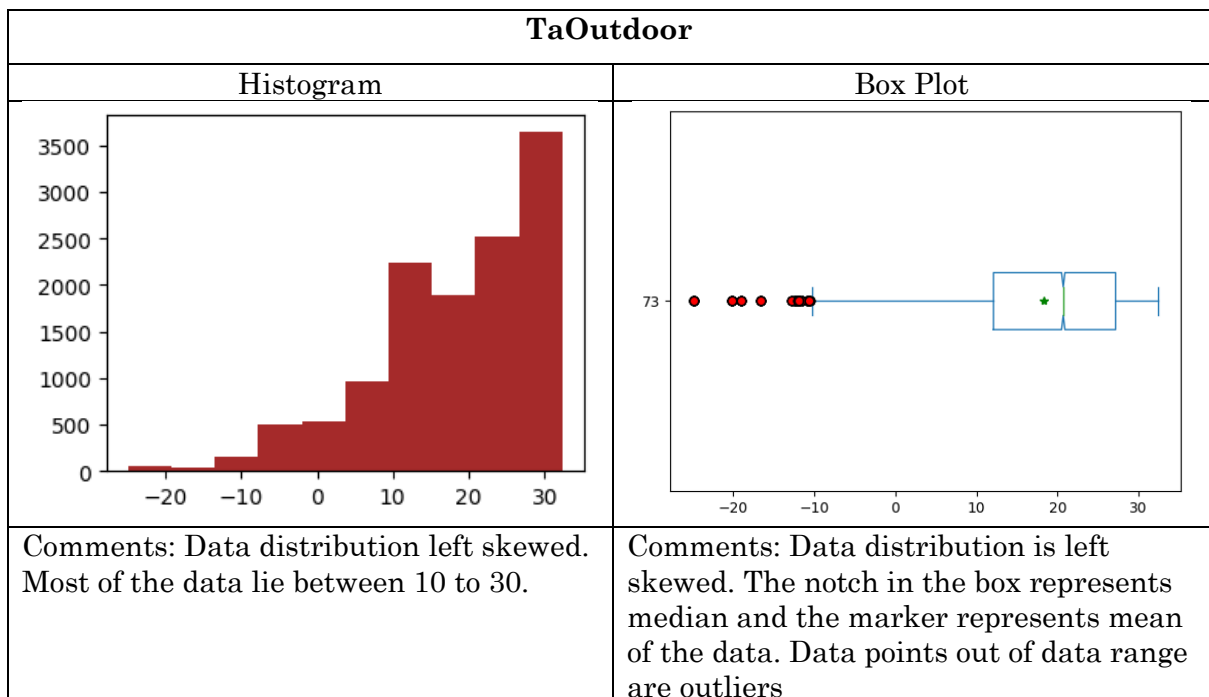 TaOutdoor
Histogram
Box Plot
3500
3000
2500
2000
1500
1000
500
0
−20 −10 0 10 20 30
73
−20 −10 0 10 20 30
Comments: Data distribution left skewed.
Most of the data lie between 10 to 30.
Comments: Data distribution is left
skewed. The notch in the box represents
median and the marker represents mean
of the data. Data points out of data range
are outliers